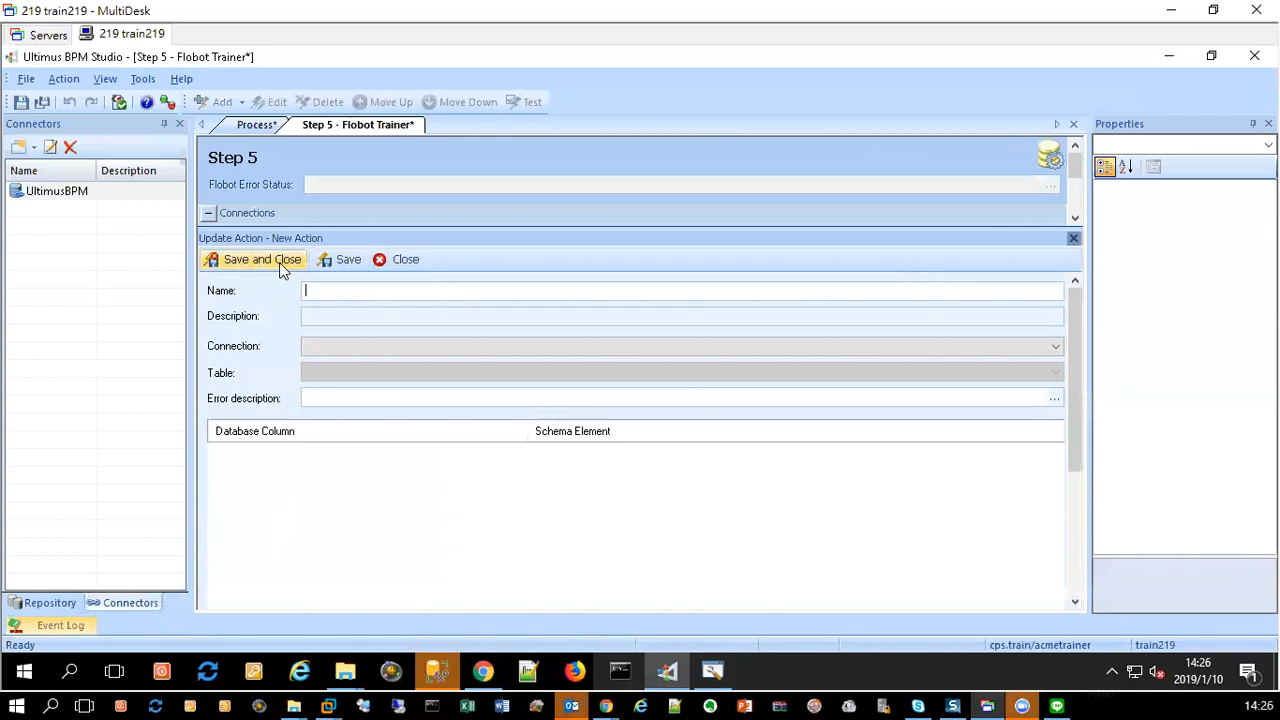 219 train219 - MultiDesk
Servers 219 train219
Ultimus BPM Studio - [Step 5 - Flobot Trainer*]
File Action View Tools Help
Add Edit Delete Move Up Move Down Test
Connectors
Process* Step 5 - Flobot Trainer*
Properties
Name Description
UltimusBPM
Step 5
Flobot Error Status:
Connections
Update Action - New Action
Save and Close Save Close
Name:
Description:
Connection:
Table:
Error description:
Database Column Schema Element
Repository Connectors
Event Log
Ready cps.train/acmetrainer train219
14:26
2019/1/10
14:26